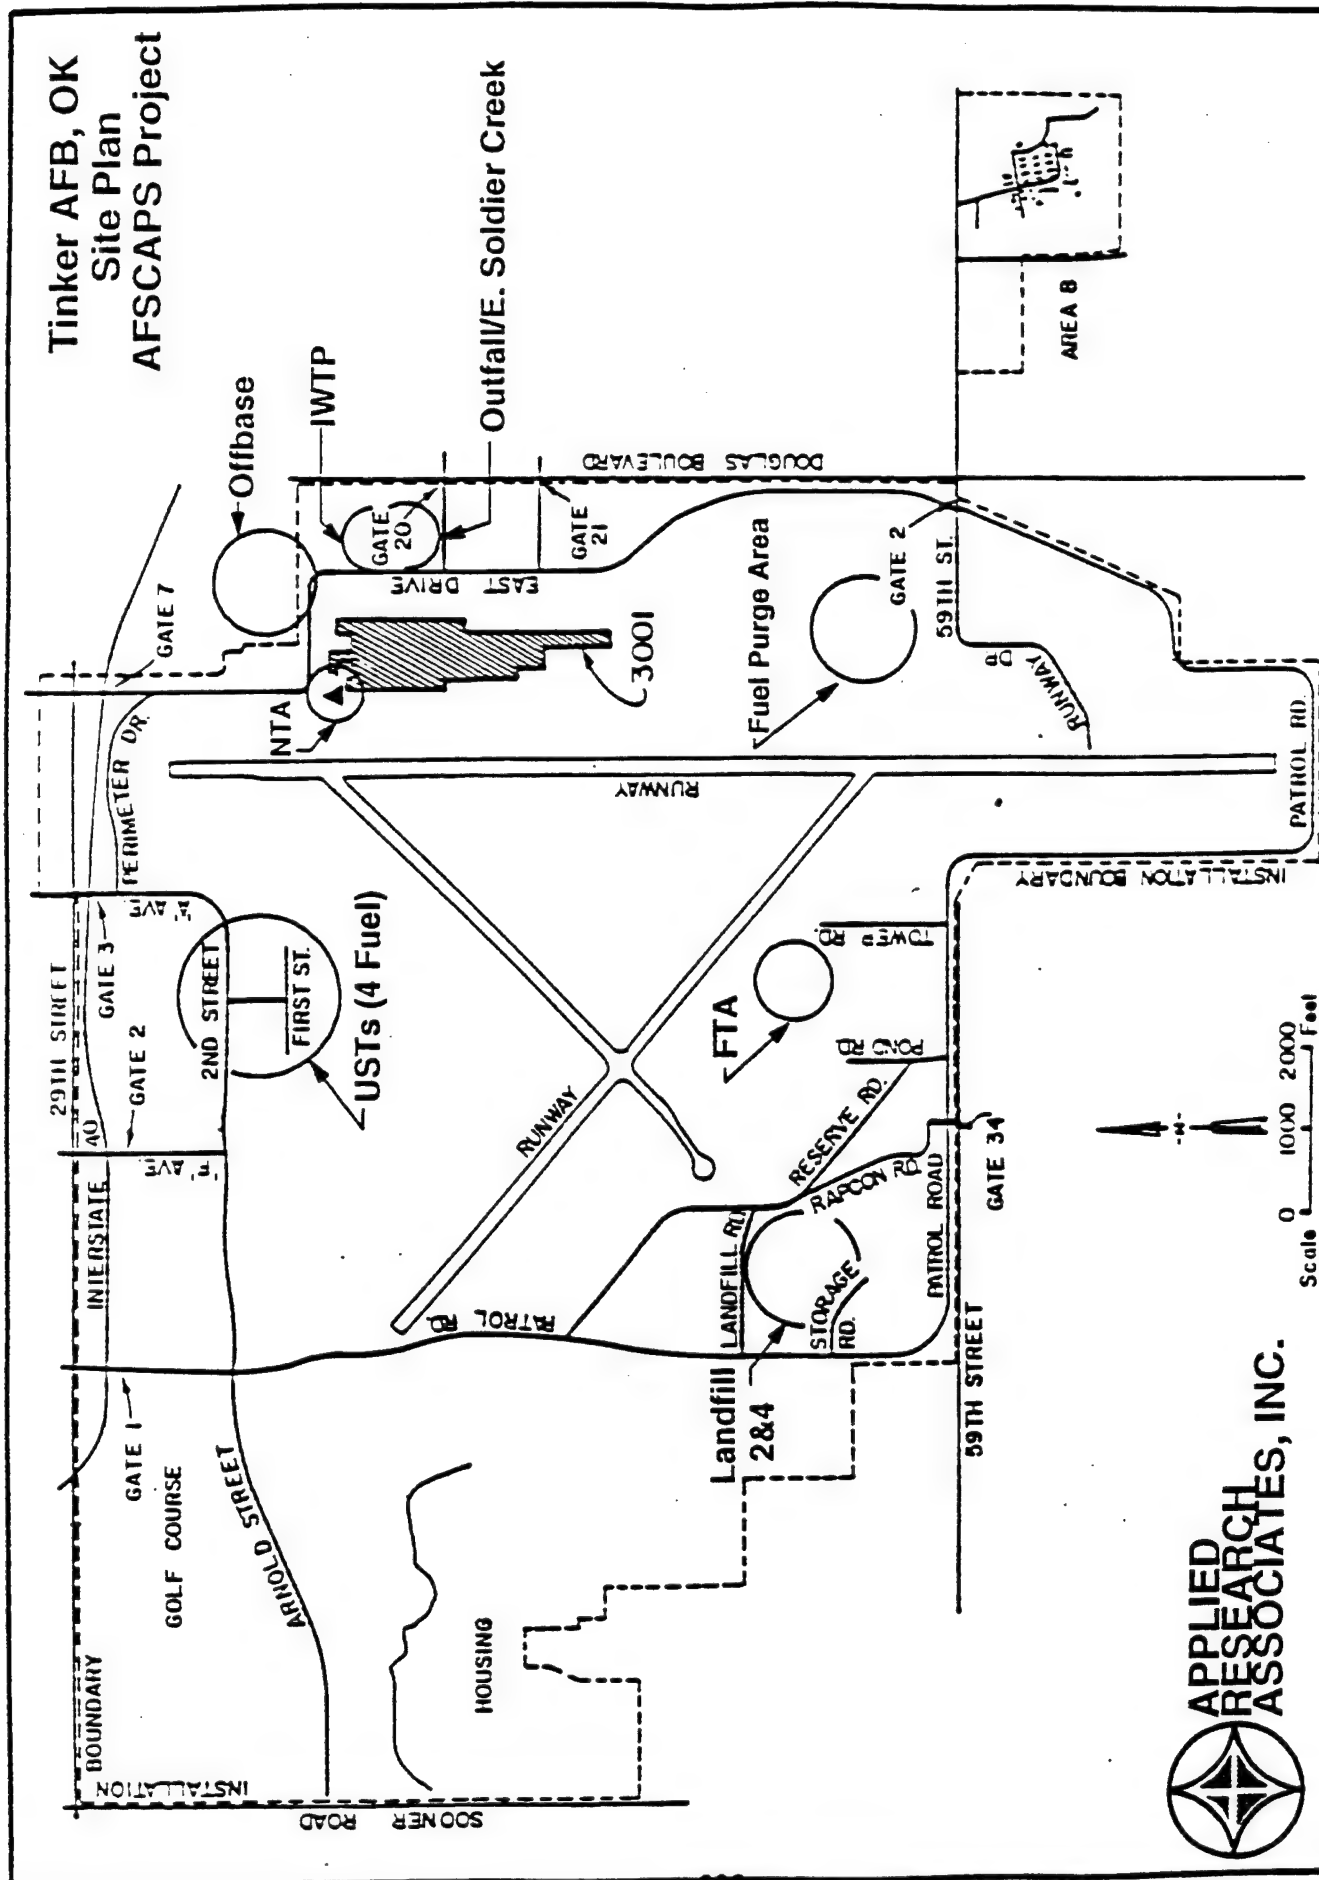 Tinker AFB, OK
Site Plan
AFSCAPS Project
29TH STREET
INTERSTATE 40
INSTALLATION
BOUNDARY
GATE 1
GOLF COURSE
ARNOLD STREET
SOONER ROAD
HOUSING
GATE 2
"F" AVE
GATE 3
"A" AVE
PERIMETER DR.
GATE 7
2ND STREET
FIRST ST.
USTs (4 Fuel)
NTA
3001
Offbase
IWTP
GATE
20
Outfall/E. Soldier Creek
GATE
21
EAST DRIVE
DOUGLAS BOULEVARD
RUNWAY
RUNWAY
PATROL
RD.
Fuel Purge Area
GATE 2
59TH ST.
RUNWAY
DR
AREA B
FTA
TOWER RD.
POND RD.
RESERVE RD.
RAPCON RD.
LANDFILL RD.
STORAGE
RD.
Landfill
2&4
PATROL ROAD
GATE 34
59TH STREET
INSTALLATION BOUNDARY
PATROL RD.
N
Scale 0 1000 2000 Feet
APPLIED
RESEARCH
ASSOCIATES, INC.